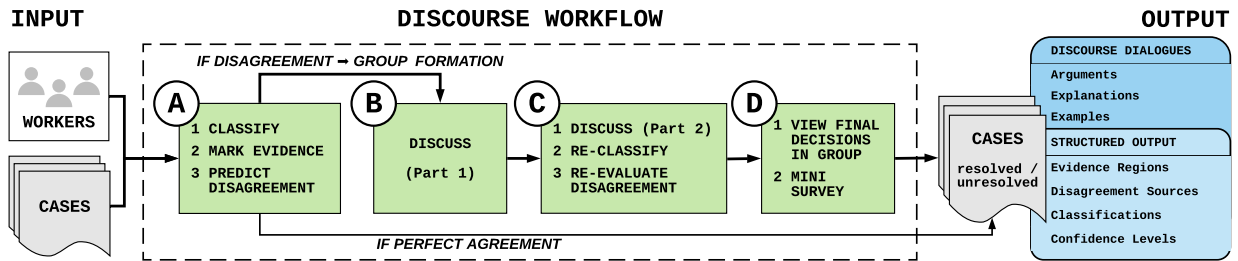 INPUT
DISCOURSE WORKFLOW
OUTPUT
WORKERS
CASES
IF DISAGREEMENT ➞ GROUP FORMATION
A
1 CLASSIFY
2 MARK EVIDENCE
3 PREDICT
DISAGREEMENT
B
DISCUSS
(Part 1)
C
1 DISCUSS (Part 2)
2 RE-CLASSIFY
3 RE-EVALUATE
DISAGREEMENT
D
1 VIEW FINAL
DECISIONS
IN GROUP
2 MINI
SURVEY
IF PERFECT AGREEMENT
CASES
resolved /
unresolved
DISCOURSE DIALOGUES
Arguments
Explanations
Examples
STRUCTURED OUTPUT
Evidence Regions
Disagreement Sources
Classifications
Confidence Levels